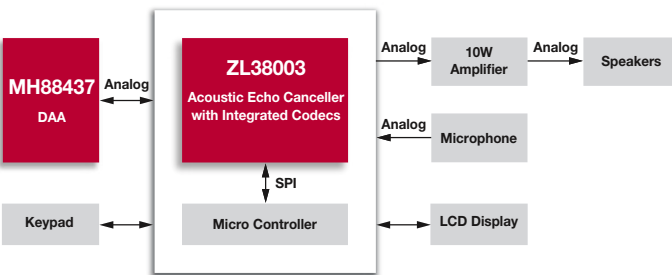 MH88437
DAA
Analog
ZL38003
Acoustic Echo Canceller
with Integrated Codecs
SPI
Micro Controller
Keypad
Analog
10W
Amplifier
Analog
Speakers
Analog
Microphone
LCD Display